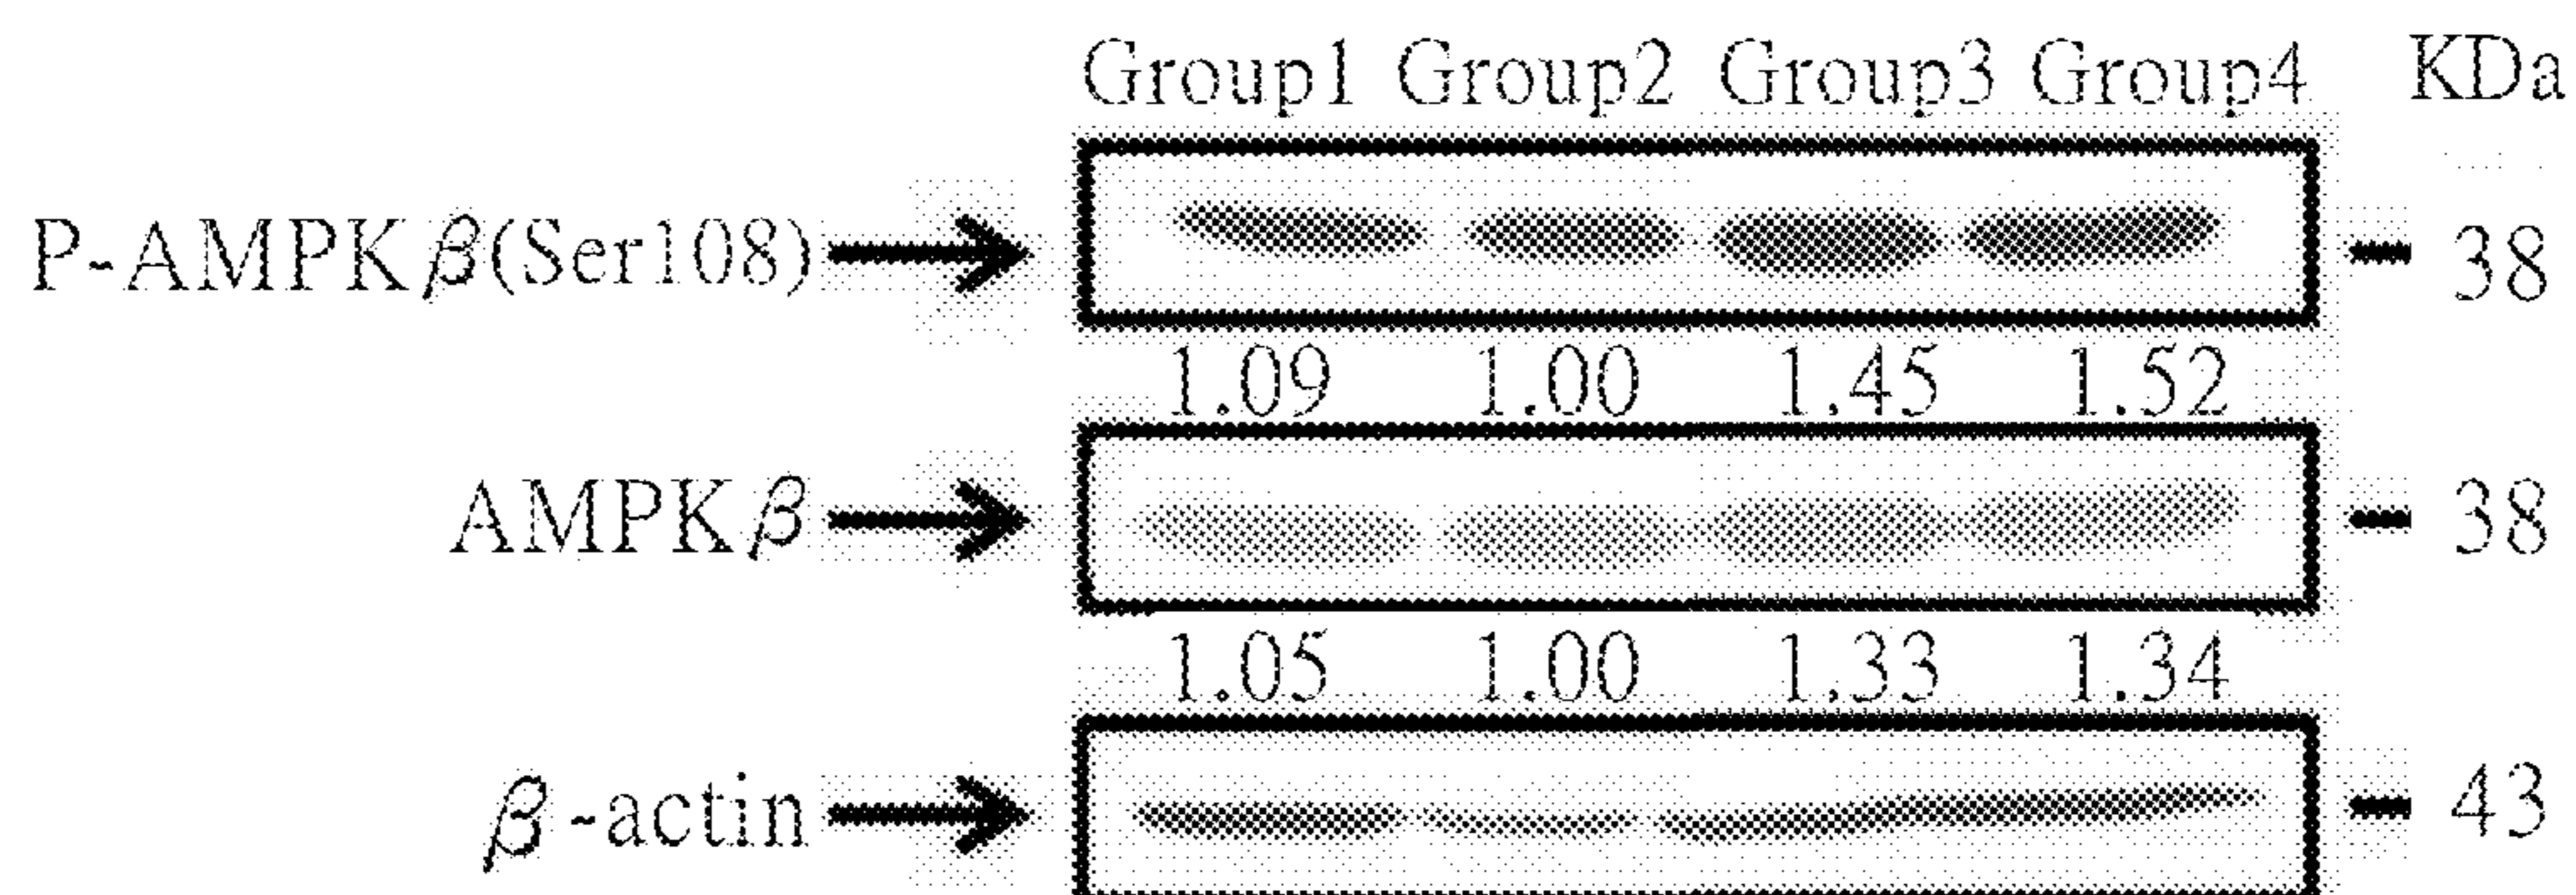 Group1 Group2 Group3 Group4 KDa
P-AMPKβ(Ser108) 38
1.09 1.00 1.45 1.52
AMPKβ 38
1.05 1.00 1.33 1.34
β-actin 43